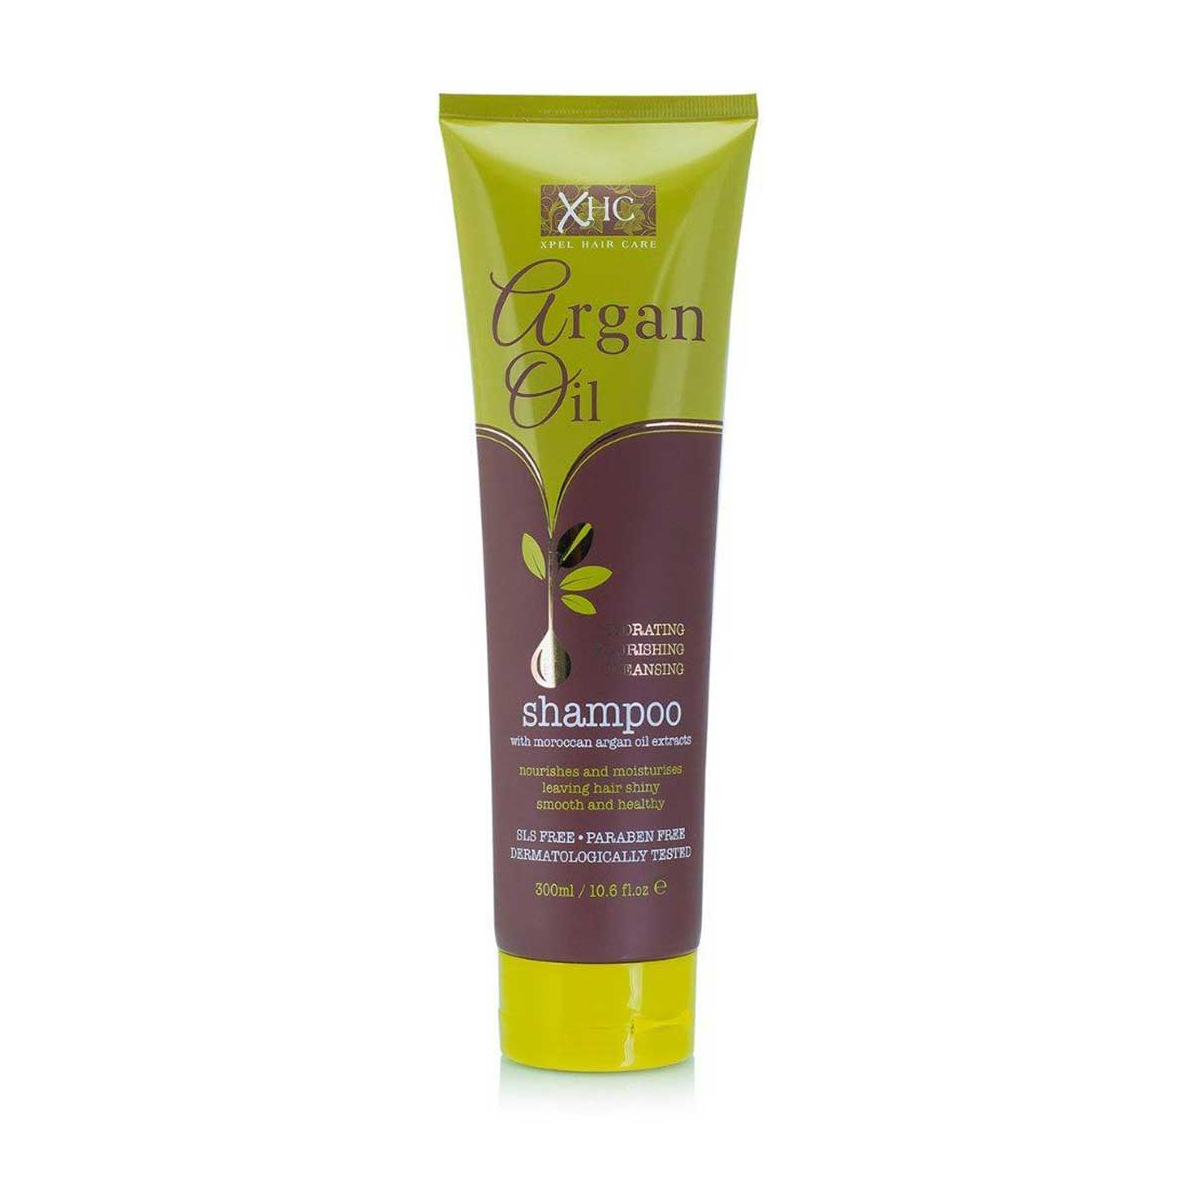 XHC
XPEL HAIR CARE
Argan
Oil
shampoo
with moroccan argan oil extracts
nourishes and moisturises
leaving hair shiny
smooth and healthy
SLS FREE • PARABEN FREE
DERMATOLOGICALLY TESTED
300ml / 10.6 fl.oz ℮